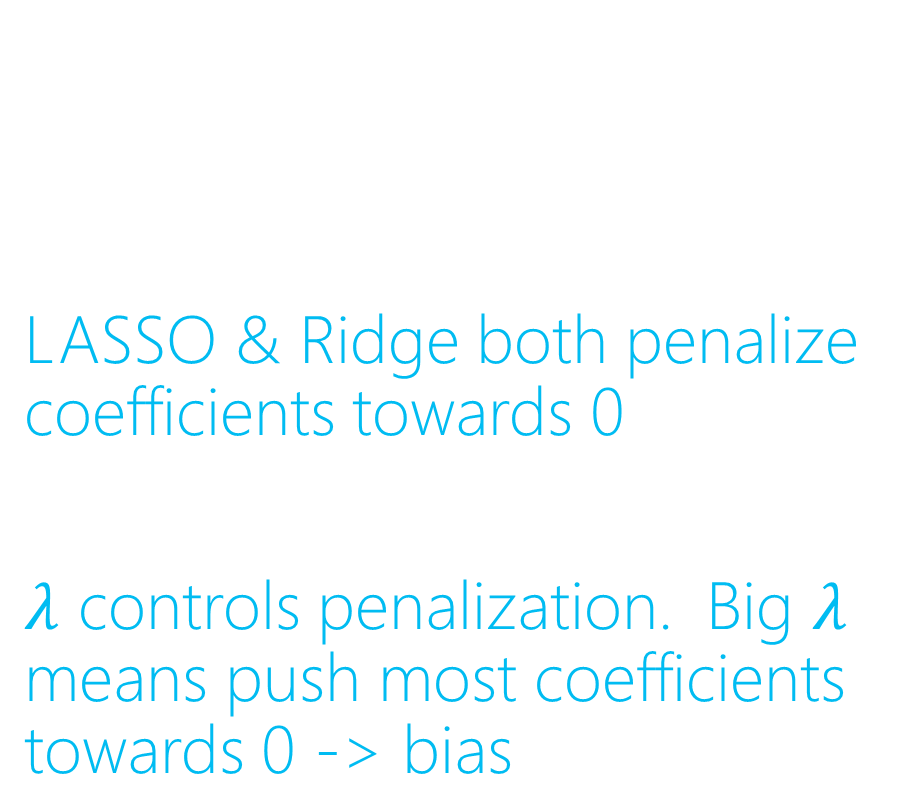 LASSO & Ridge both penalize
coefficients towards 0
𝝀 controls penalization.  Big 𝝀
means push most coefficients
towards 0 -> bias